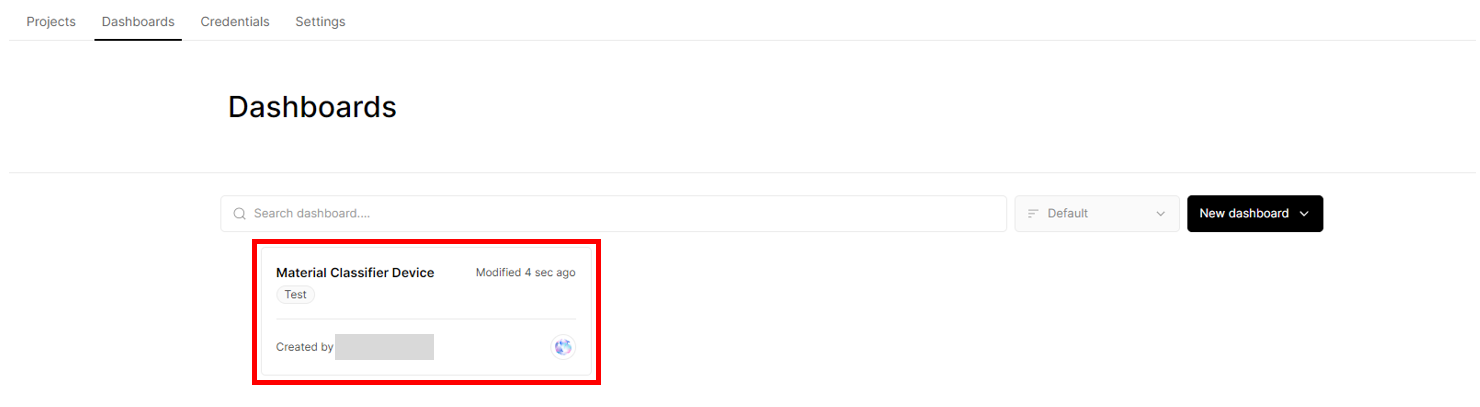 Projects Dashboards Credentials Settings
Dashboards
Search dashboard.... Default New dashboard
Material Classifier Device Modified 4 sec ago
Test
Created by